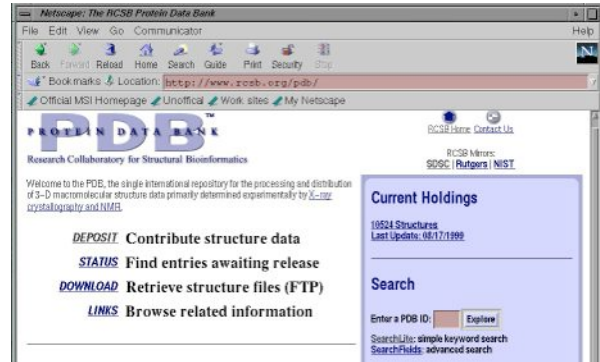 Netscape: The RCSB Protein Data Bank
File Edit View Go Communicator Help
Back Forward Reload Home Search Guide Print Security Stop
N
Bookmarks Location: http://www.rcsb.org/pdb/
Official MSI Homepage Unoffical Work sites My Netscape
PDB
PROTEIN DATA BANK
TM
Research Collaboratory for Structural Bioinformatics
RCSB Home Contact Us
RCSB Mirrors:
SDSC | Rutgers | NIST
Welcome to the PDB, the single international repository for the processing and distribution
of 3-D macromolecular structure data primarily determined experimentally by X-ray
crystallography and NMR.
DEPOSIT Contribute structure data
STATUS Find entries awaiting release
DOWNLOAD Retrieve structure files (FTP)
LINKS Browse related information
Current Holdings
10524 Structures
Last Update: 08/17/1999
Search
Enter a PDB ID: Explore
SearchLite: simple keyword search
SearchFields: advanced search